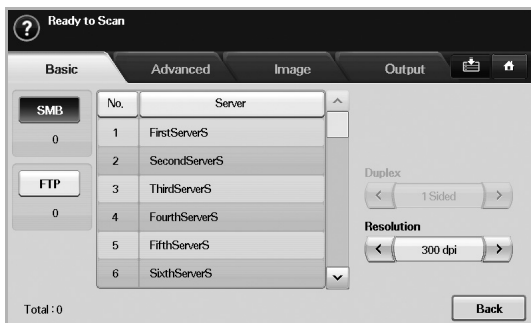 ? Ready to Scan
Basic Advanced Image Output
SMB
0
FTP
0
No. Server
1 FirstServerS
2 SecondServerS
3 ThirdServerS
4 FourthServerS
5 FifthServerS
6 SixthServerS
Duplex
< 1 Sided >
Resolution
< 300 dpi >
Total : 0
Back